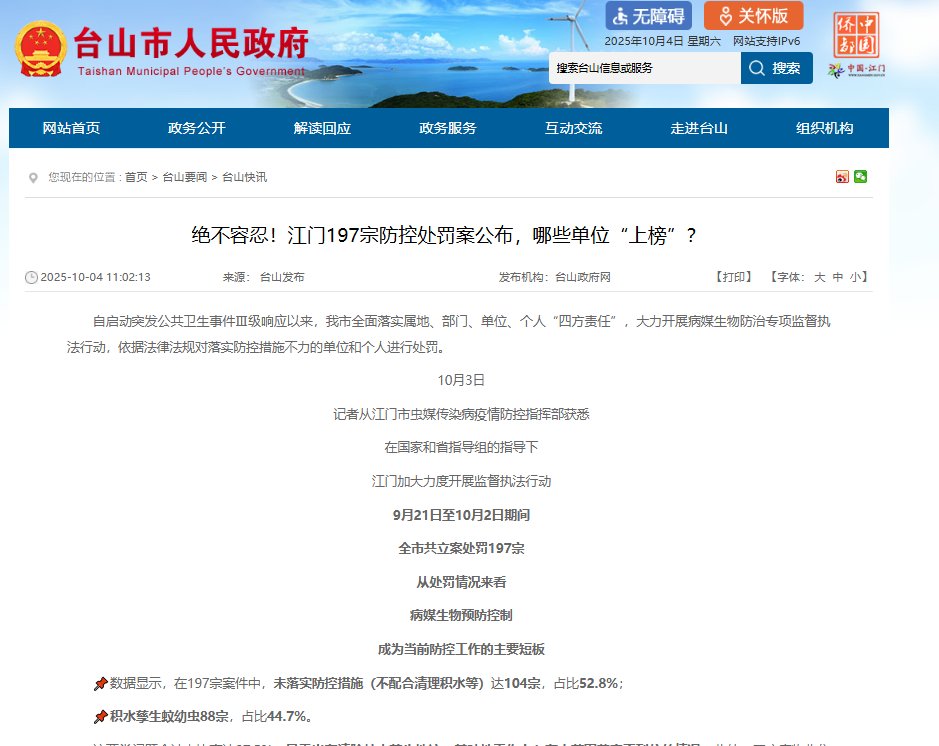 台山市人民政府
Taishan Municipal People's Government
无障碍
关怀版
2025年10月4日 星期六 网站支持IPv6
搜索台山信息或服务
搜索
中国
侨都
中国·江门
网站首页 政务公开 解读回应 政务服务 互动交流 走进台山 组织机构
您现在的位置 : 首页 > 台山要闻 > 台山快讯
绝不容忍！江门197宗防控处罚案公布，哪些单位“上榜”？
2025-10-04 11:02:13 来源： 台山发布 发布机构：台山政府网 【打印】 【字体： 大 中 小】
自启动突发公共卫生事件Ⅲ级响应以来，我市全面落实属地、部门、单位、个人“四方责任”，大力开展病媒生物防治专项监督执
法行动，依据法律法规对落实防控措施不力的单位和个人进行处罚。
10月3日
记者从江门市虫媒传染病疫情防控指挥部获悉
在国家和省指导组的指导下
江门加大力度开展监督执法行动
9月21日至10月2日期间
全市共立案处罚197宗
从处罚情况来看
病媒生物预防控制
成为当前防控工作的主要短板
数据显示，在197宗案件中，未落实防控措施（不配合清理积水等）达104宗，占比52.8%；
积水孳生蚊幼虫88宗，占比44.7%。